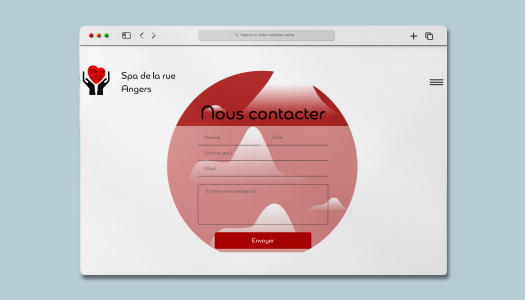 Search or enter website name
Spa de la rue
Angers
Nous contacter
Prénom Nom
Adresse mail
Objet
Écrivez votre message ici...
Envoyer